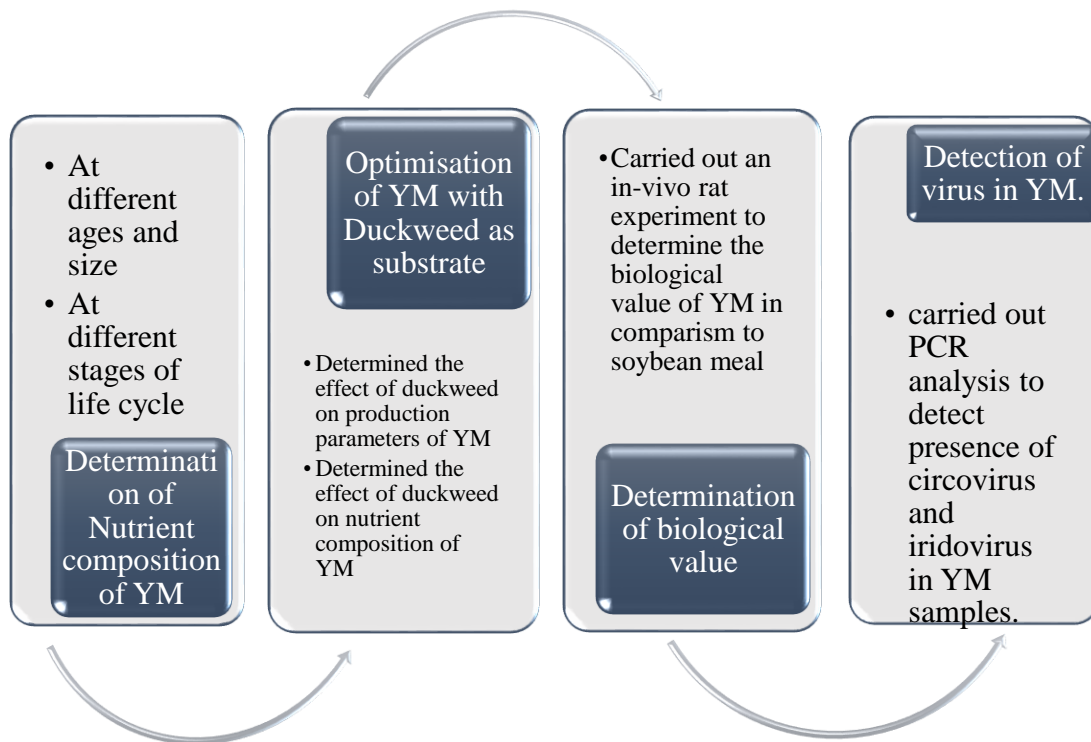 • At
different
ages and
size
• At
different
stages of
life cycle
Determinati
on of
Nutrient
composition
of YM
Optimisation
of YM with
Duckweed as
substrate
• Determined the
effect of duckweed
on production
parameters of YM
• Determined the
effect of duckweed
on nutrient
composition of
YM
• Carried out an
in-vivo rat
experiment to
determine the
biological
value of YM in
comparism to
soybean meal
Determination
of biological
value
Detection of
virus in YM.
• carried out
PCR
analysis to
detect
presence of
circovirus
and
iridovirus
in YM
samples.